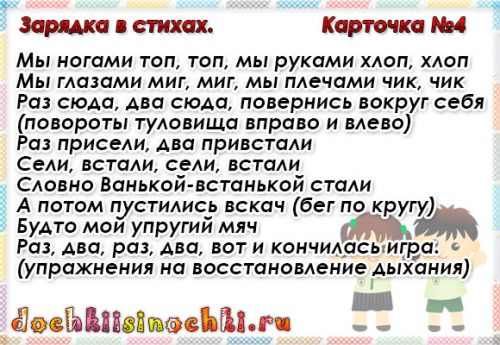 Зарядка в стихах. Карточка №4
Мы ногами топ, топ, мы руками хлоп, хлоп
Мы глазами миг, миг, мы плечами чик, чик
Раз сюда, два сюда, повернись вокруг себя
(повороты туловища вправо и влево)
Раз присели, два привстали
Сели, встали, сели, встали
Словно Ванькой-встанькой стали
А потом пустились вскач (бег по кругу)
Будто мой упругий мяч
Раз, два, раз, два, вот и кончилась игра.
(упражнения на восстановление дыхания)
dochkiisinochki.ru